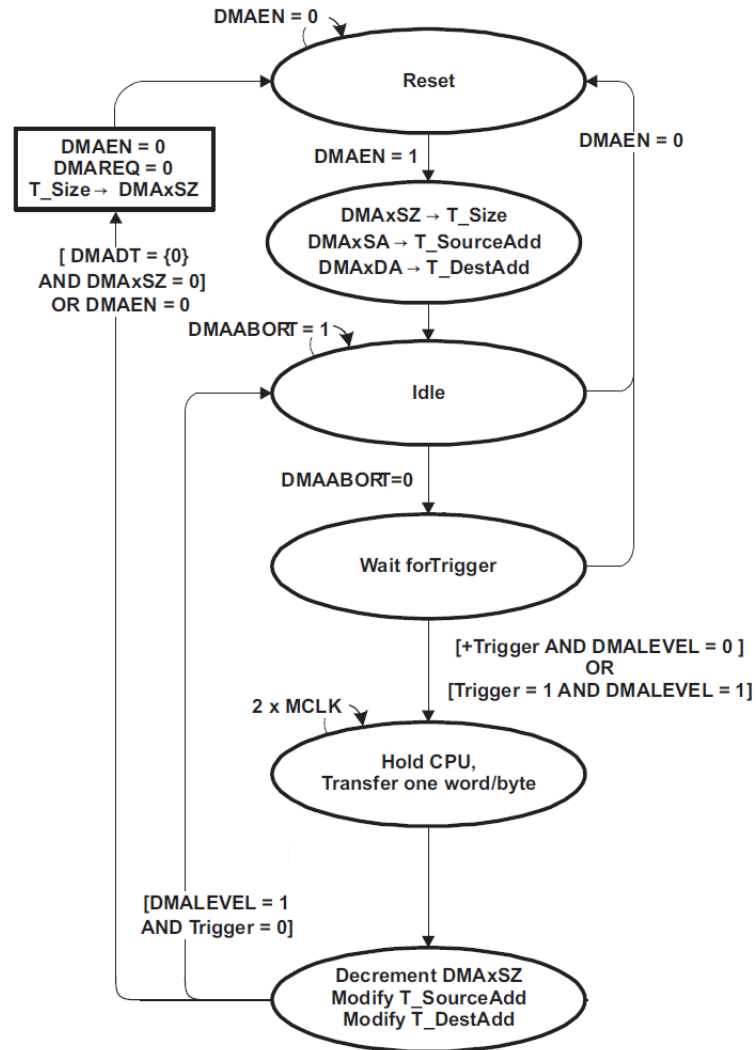 DMAEN = 0
Reset
DMAEN = 0
DMAREQ = 0
T_Size→ DMAxSZ
DMAEN = 1
DMAEN = 0
DMAxSZ → T_Size
DMAxSA → T_SourceAdd
DMAxDA → T_DestAdd
[ DMADT = {0}
AND DMAxSZ = 0]
OR DMAEN = 0
DMAABORT = 1
Idle
DMAABORT=0
Wait forTrigger
[+Trigger AND DMALEVEL = 0 ]
OR
[Trigger = 1 AND DMALEVEL = 1]
2 x MCLK
Hold CPU,
Transfer one word/byte
[DMALEVEL = 1
AND Trigger = 0]
Decrement DMAxSZ
Modify T_SourceAdd
Modify T_DestAdd